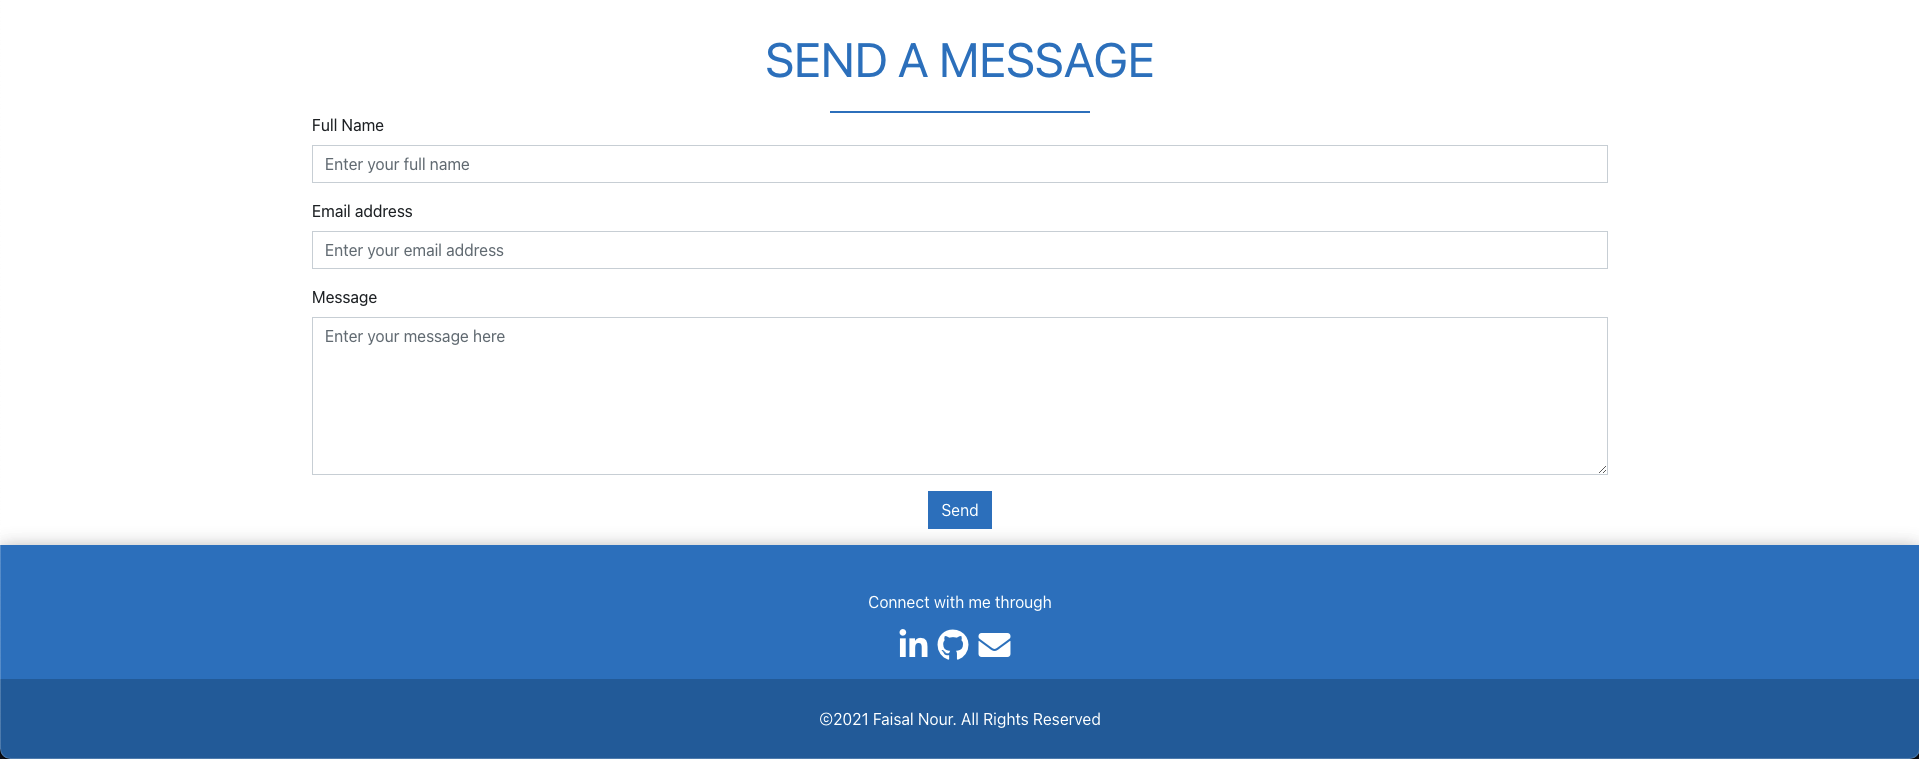 SEND A MESSAGE
Full Name
Enter your full name
Email address
Enter your email address
Message
Enter your message here
Send
Connect with me through
in
©2021 Faisal Nour. All Rights Reserved